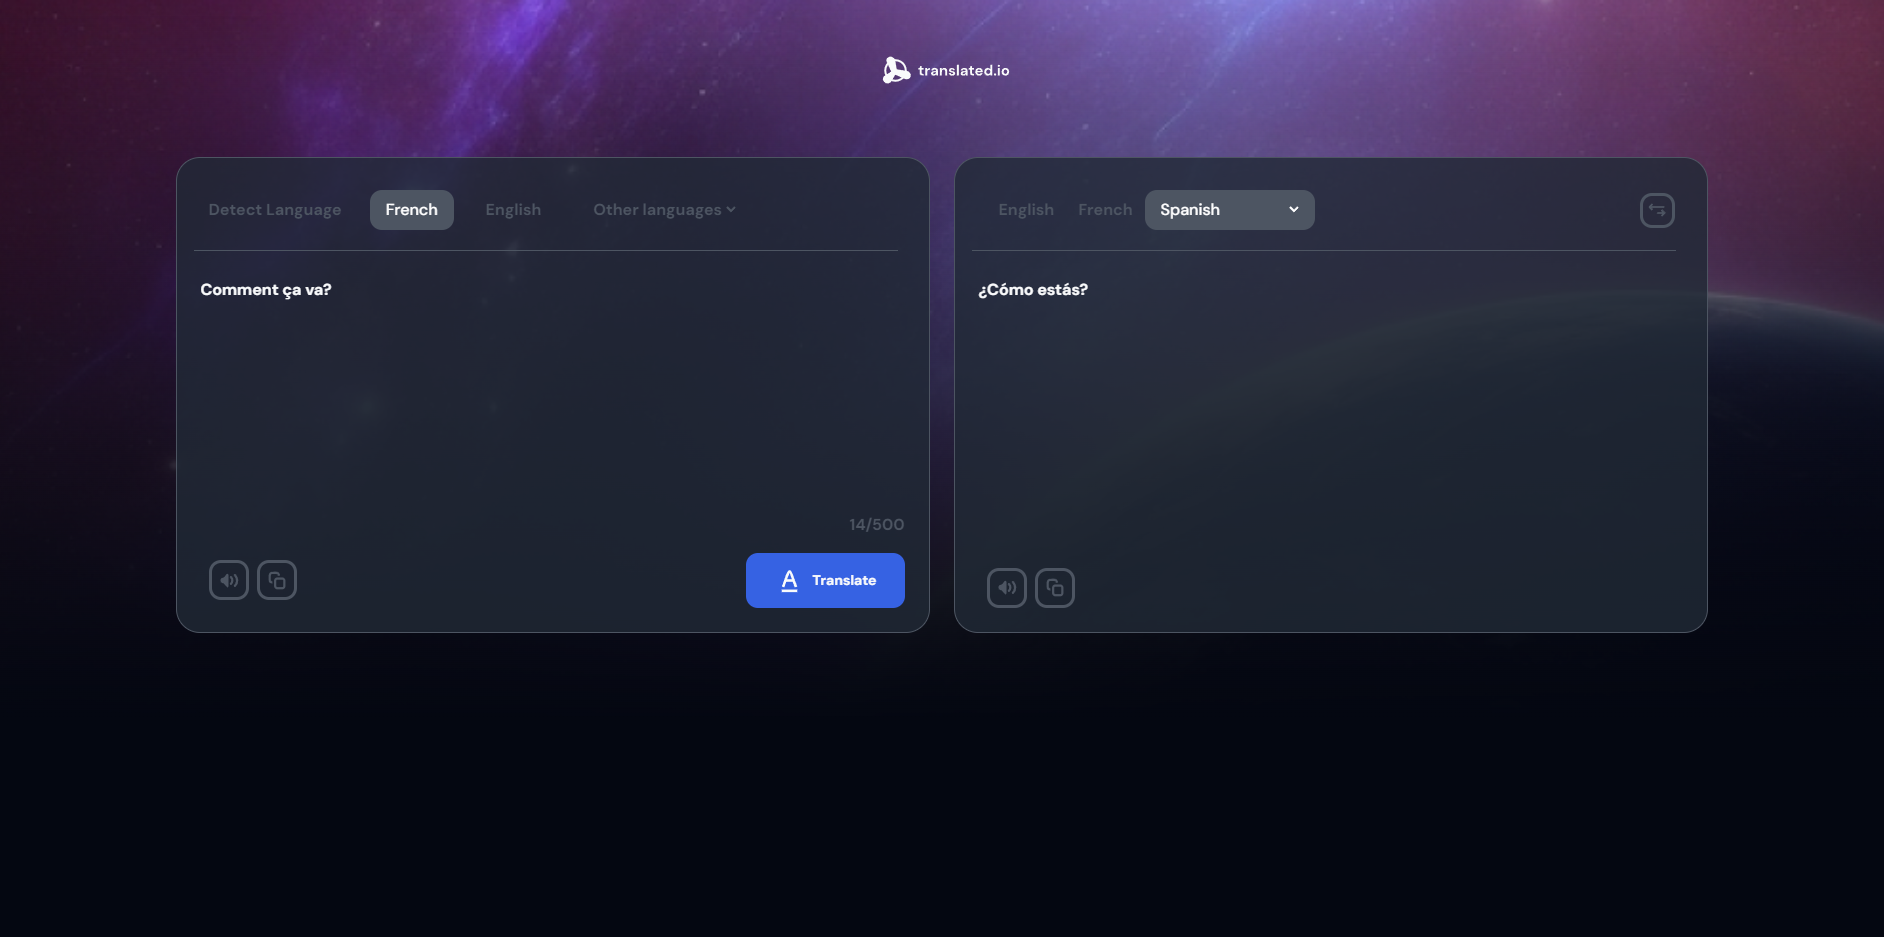 translated.io
Detect Language French English Other languages
Comment ça va?
14/500
Translate
English French Spanish
¿Cómo estás?